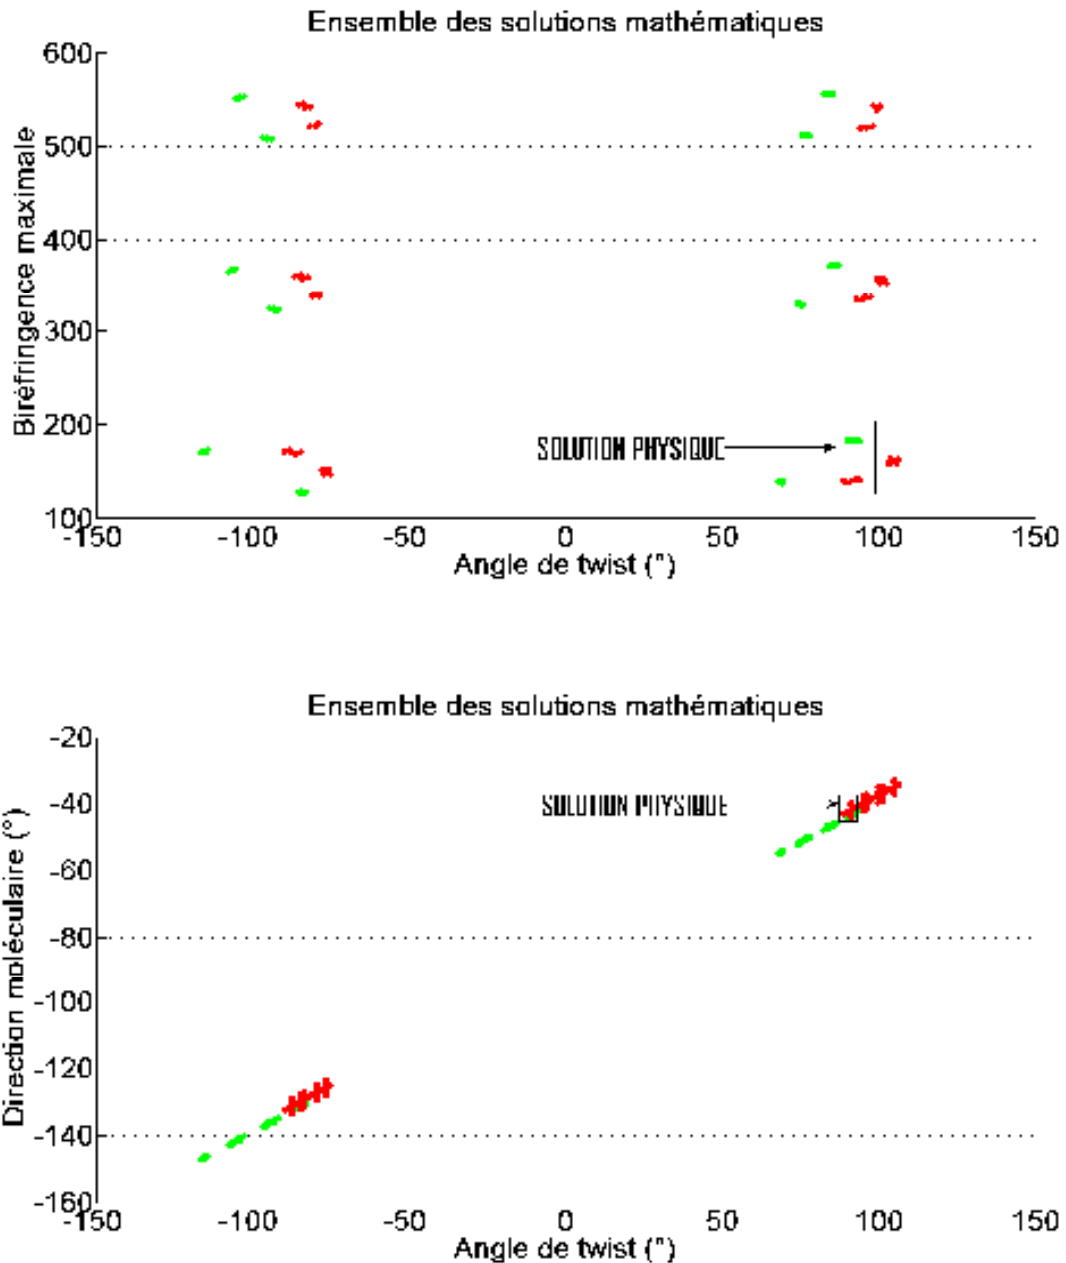 Ensemble des solutions mathématiques
600
500
400
300
200
100
Biréfringence maximale
SOLUTION PHYSIQUE
-150 -100 -50 0 50 100 150
Angle de twist (°)
Ensemble des solutions mathématiques
-20
-40
-60
-80
-100
-120
-140
-160
Direction moléculaire (°)
SOLUTION PHYSIQUE
-150 -100 -50 0 50 100 150
Angle de twist (°)